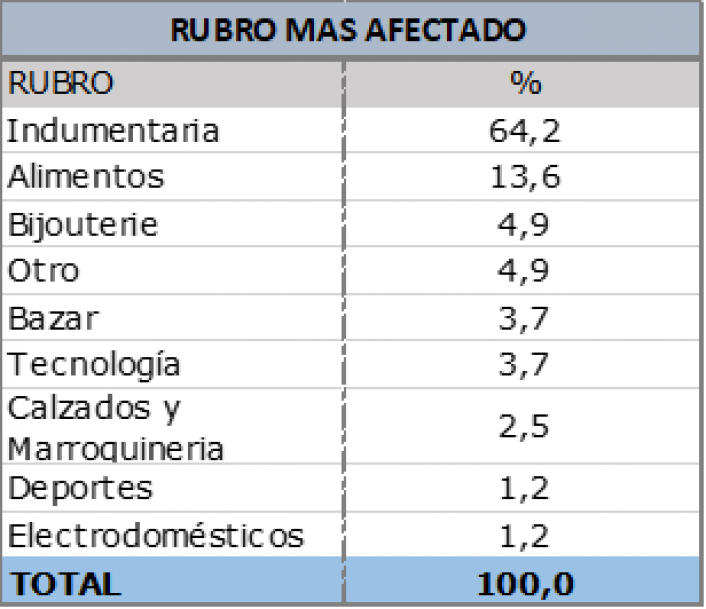 RUBRO MAS AFECTADO
RUBRO %
Indumentaria 64,2
Alimentos 13,6
Bijouterie 4,9
Otro 4,9
Bazar 3,7
Tecnología 3,7
Calzados y
Marroquineria 2,5
Deportes 1,2
Electrodomésticos 1,2
TOTAL 100,0